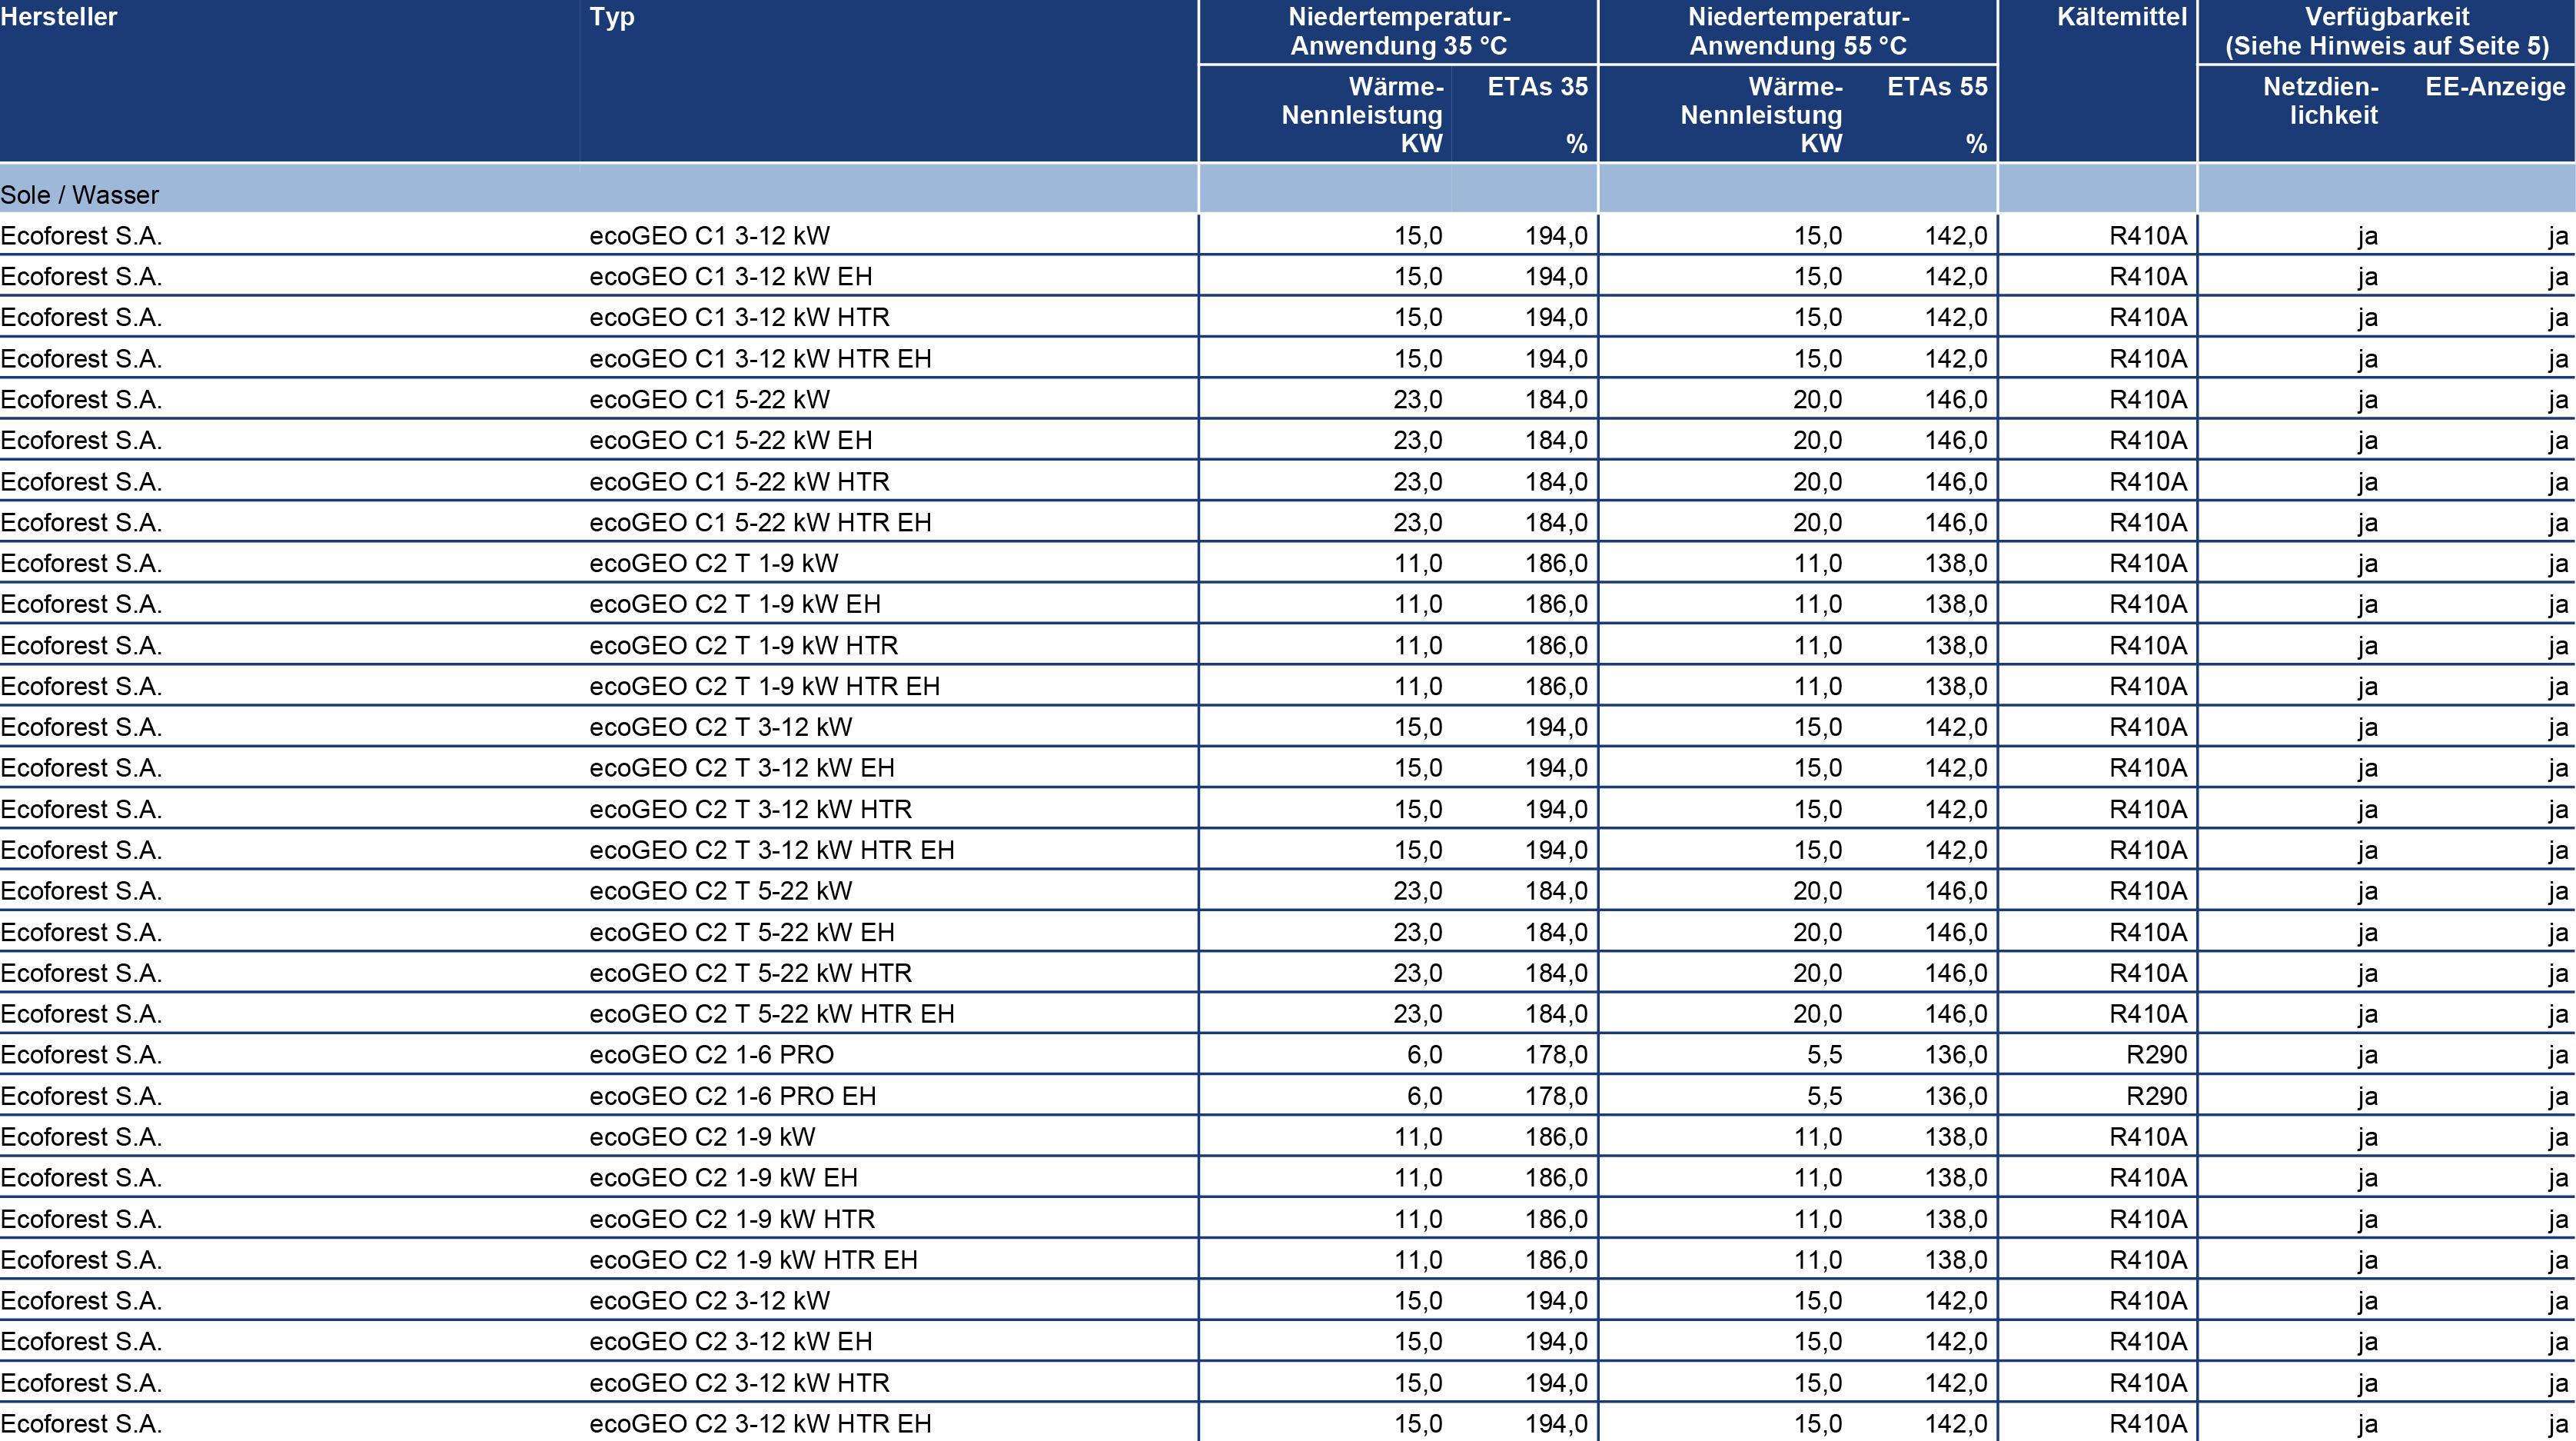 Hersteller Typ Niedertemperatur- Niedertemperatur- Kältemittel Verfügbarkeit
Anwendung 35 °C Anwendung 55 °C (Siehe Hinweis auf Seite 5)
Wärme- ETAs 35 Wärme- ETAs 55 Netzdien- EE-Anzeige
Nennleistung Nennleistung lichkeit
KW % KW %
Sole / Wasser
Ecoforest S.A. ecoGEO C1 3-12 kW 15,0 194,0 15,0 142,0 R410A ja ja
Ecoforest S.A. ecoGEO C1 3-12 kW EH 15,0 194,0 15,0 142,0 R410A ja ja
Ecoforest S.A. ecoGEO C1 3-12 kW HTR 15,0 194,0 15,0 142,0 R410A ja ja
Ecoforest S.A. ecoGEO C1 3-12 kW HTR EH 15,0 194,0 15,0 142,0 R410A ja ja
Ecoforest S.A. ecoGEO C1 5-22 kW 23,0 184,0 20,0 146,0 R410A ja ja
Ecoforest S.A. ecoGEO C1 5-22 kW EH 23,0 184,0 20,0 146,0 R410A ja ja
Ecoforest S.A. ecoGEO C1 5-22 kW HTR 23,0 184,0 20,0 146,0 R410A ja ja
Ecoforest S.A. ecoGEO C1 5-22 kW HTR EH 23,0 184,0 20,0 146,0 R410A ja ja
Ecoforest S.A. ecoGEO C2 T 1-9 kW 11,0 186,0 11,0 138,0 R410A ja ja
Ecoforest S.A. ecoGEO C2 T 1-9 kW EH 11,0 186,0 11,0 138,0 R410A ja ja
Ecoforest S.A. ecoGEO C2 T 1-9 kW HTR 11,0 186,0 11,0 138,0 R410A ja ja
Ecoforest S.A. ecoGEO C2 T 1-9 kW HTR EH 11,0 186,0 11,0 138,0 R410A ja ja
Ecoforest S.A. ecoGEO C2 T 3-12 kW 15,0 194,0 15,0 142,0 R410A ja ja
Ecoforest S.A. ecoGEO C2 T 3-12 kW EH 15,0 194,0 15,0 142,0 R410A ja ja
Ecoforest S.A. ecoGEO C2 T 3-12 kW HTR 15,0 194,0 15,0 142,0 R410A ja ja
Ecoforest S.A. ecoGEO C2 T 3-12 kW HTR EH 15,0 194,0 15,0 142,0 R410A ja ja
Ecoforest S.A. ecoGEO C2 T 5-22 kW 23,0 184,0 20,0 146,0 R410A ja ja
Ecoforest S.A. ecoGEO C2 T 5-22 kW EH 23,0 184,0 20,0 146,0 R410A ja ja
Ecoforest S.A. ecoGEO C2 T 5-22 kW HTR 23,0 184,0 20,0 146,0 R410A ja ja
Ecoforest S.A. ecoGEO C2 T 5-22 kW HTR EH 23,0 184,0 20,0 146,0 R410A ja ja
Ecoforest S.A. ecoGEO C2 1-6 PRO 6,0 178,0 5,5 136,0 R290 ja ja
Ecoforest S.A. ecoGEO C2 1-6 PRO EH 6,0 178,0 5,5 136,0 R290 ja ja
Ecoforest S.A. ecoGEO C2 1-9 kW 11,0 186,0 11,0 138,0 R410A ja ja
Ecoforest S.A. ecoGEO C2 1-9 kW EH 11,0 186,0 11,0 138,0 R410A ja ja
Ecoforest S.A. ecoGEO C2 1-9 kW HTR 11,0 186,0 11,0 138,0 R410A ja ja
Ecoforest S.A. ecoGEO C2 1-9 kW HTR EH 11,0 186,0 11,0 138,0 R410A ja ja
Ecoforest S.A. ecoGEO C2 3-12 kW 15,0 194,0 15,0 142,0 R410A ja ja
Ecoforest S.A. ecoGEO C2 3-12 kW EH 15,0 194,0 15,0 142,0 R410A ja ja
Ecoforest S.A. ecoGEO C2 3-12 kW HTR 15,0 194,0 15,0 142,0 R410A ja ja
Ecoforest S.A. ecoGEO C2 3-12 kW HTR EH 15,0 194,0 15,0 142,0 R410A ja ja